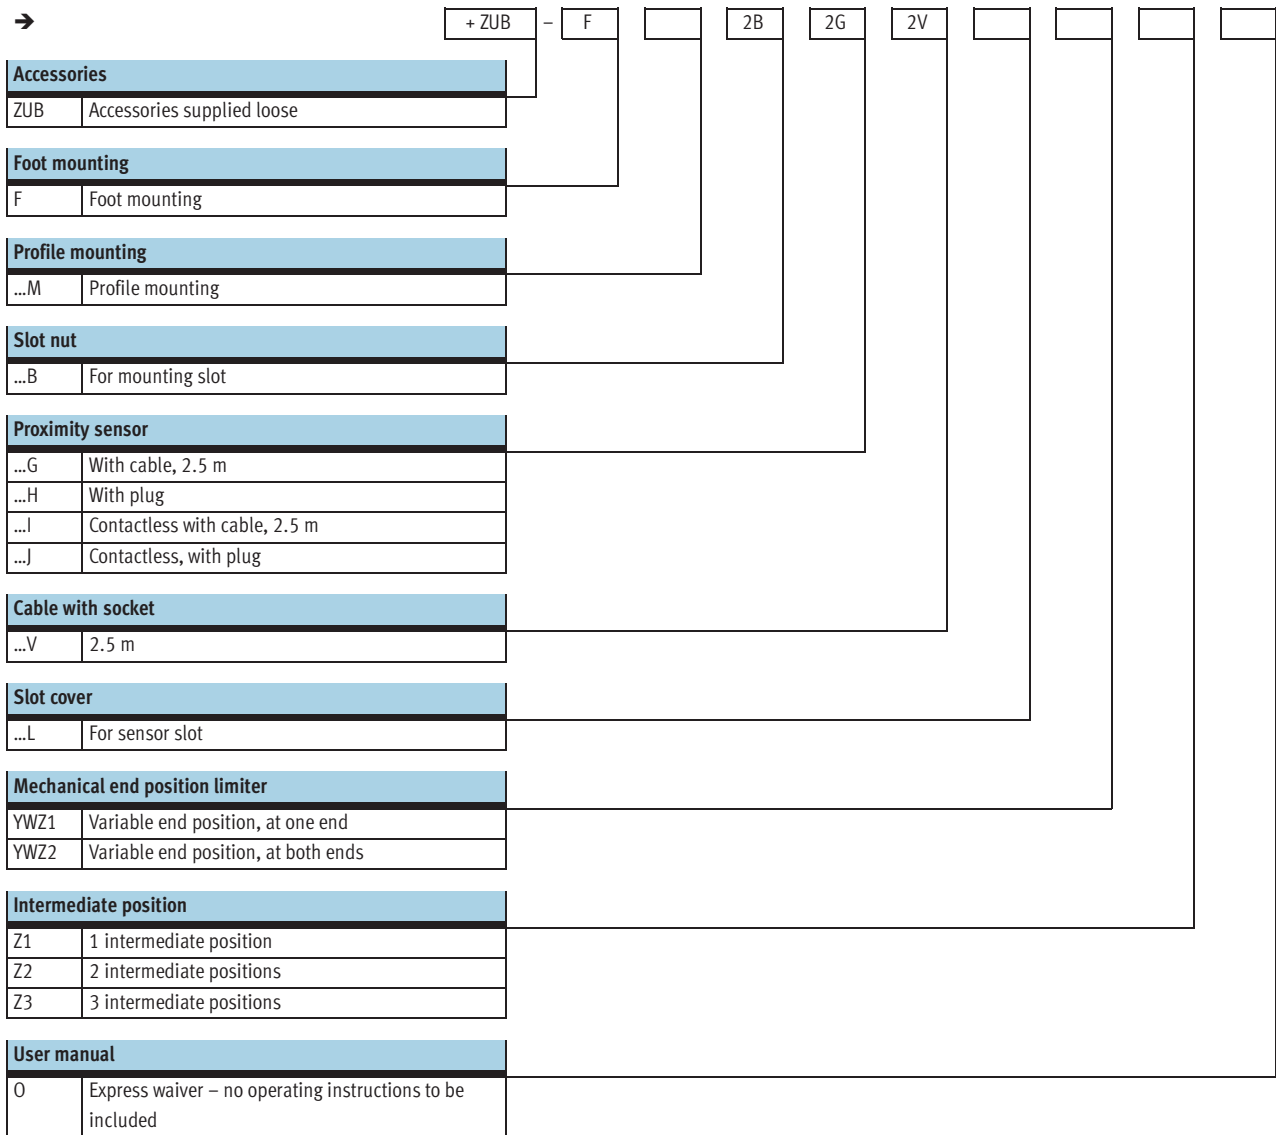 ➔ + ZUB – F 2B 2G 2V
Accessories
ZUB Accessories supplied loose
Foot mounting
F Foot mounting
Profile mounting
...M Profile mounting
Slot nut
...B For mounting slot
Proximity sensor
...G With cable, 2.5 m
...H With plug
...I Contactless with cable, 2.5 m
...J Contactless, with plug
Cable with socket
...V 2.5 m
Slot cover
...L For sensor slot
Mechanical end position limiter
YWZ1 Variable end position, at one end
YWZ2 Variable end position, at both ends
Intermediate position
Z1 1 intermediate position
Z2 2 intermediate positions
Z3 3 intermediate positions
User manual
O Express waiver – no operating instructions to be
included